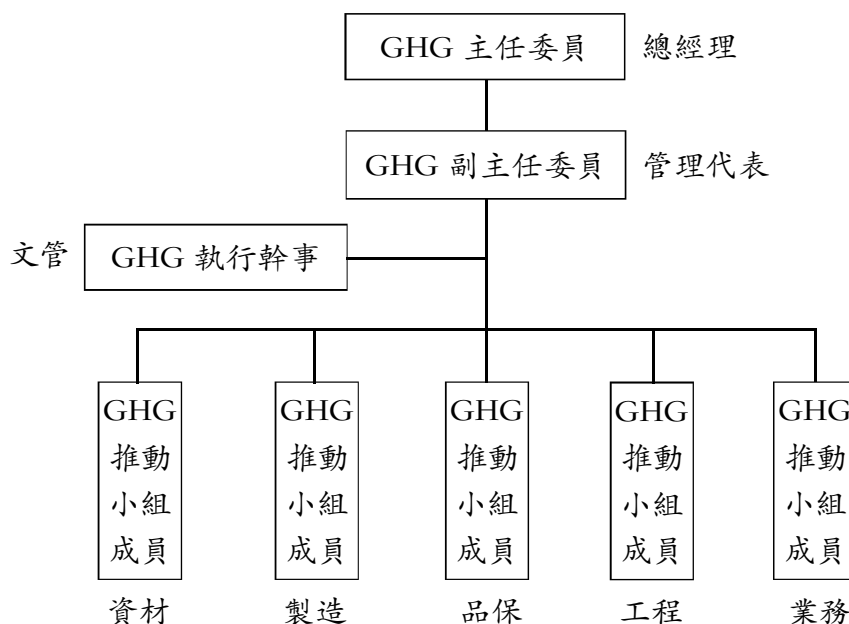 GHG 主任委員 總經理
GHG 副主任委員 管理代表
文管 GHG 執行幹事
GHG GHG GHG GHG GHG
推動 推動 推動 推動 推動
小組 小組 小組 小組 小組
成員 成員 成員 成員 成員
資材 製造 品保 工程 業務